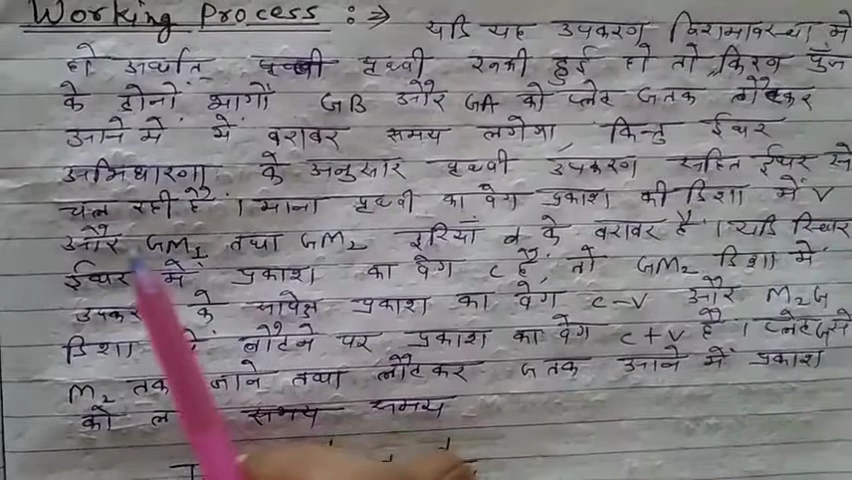 Working Process :⇒ यदि यह उपकरण विरामावस्था में
हो अर्थात् पृथ्वी रूकी हुई हो तो किरण पुँज
के दोनों भागों GB और GA को प्लेट G तक लौटकर
आने में में बराबर समय लगेगा, किन्तु ईथर
अभिधारणा के अनुसार पृथ्वी उपकरण सहित ईथर से
चल रही है। माना पृथ्वी का वेग प्रकाश की दिशा में V
और GM₁ तथा GM₂ दूरियाँ d के बराबर है। यदि स्थिर
ईथर में प्रकाश का वेग c है, तो GM₂ दिशा में
के सापेक्ष प्रकाश का वेग c-v और M₂G
दिशा में लौटने पर प्रकाश का वेग c+v है। प्लेट G से
M₂ तक जाने तथा लौटकर G तक आने में प्रकाश
को समय समय